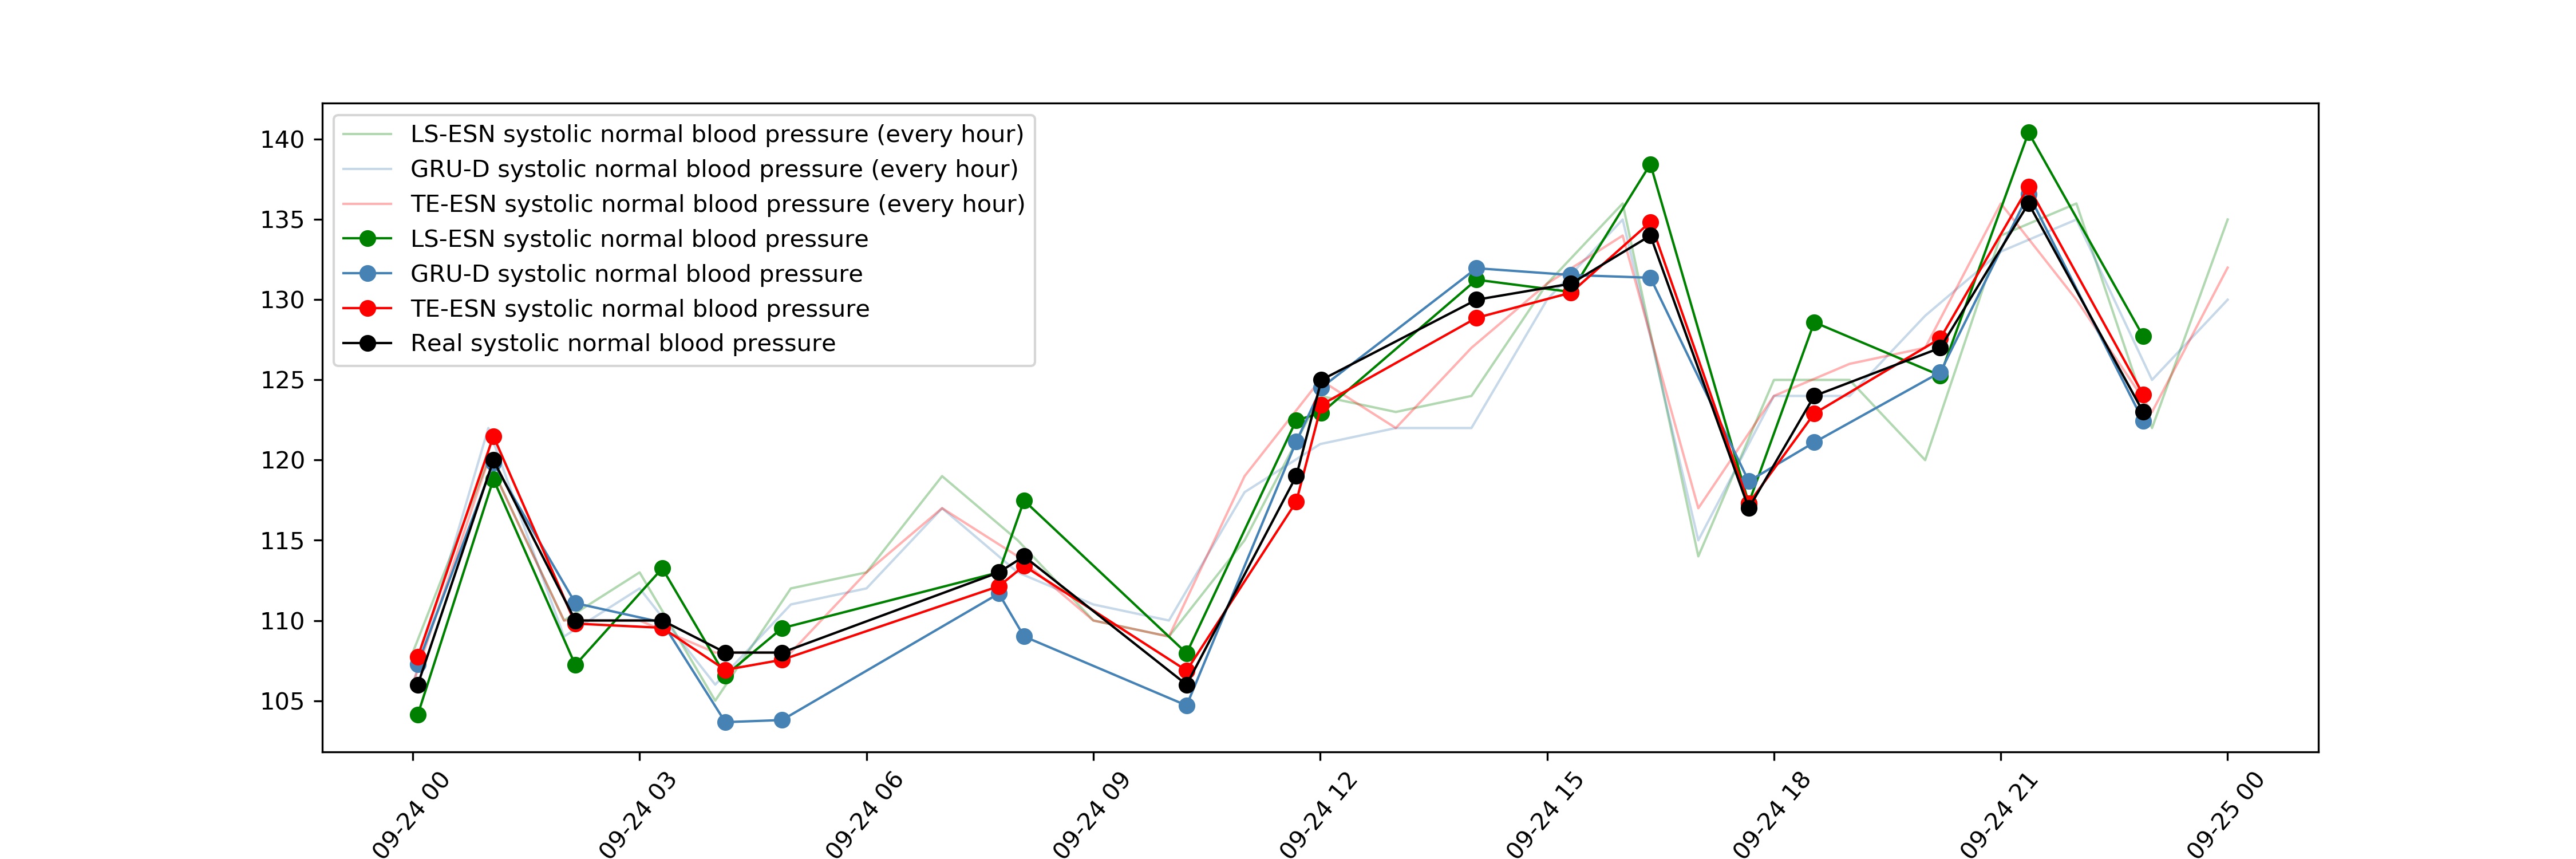 140
135
130
125
120
115
110
105
LS-ESN systolic normal blood pressure (every hour)
GRU-D systolic normal blood pressure (every hour)
TE-ESN systolic normal blood pressure (every hour)
LS-ESN systolic normal blood pressure
GRU-D systolic normal blood pressure
TE-ESN systolic normal blood pressure
Real systolic normal blood pressure
09-24 00
09-24 03
09-24 06
09-24 09
09-24 12
09-24 15
09-24 18
09-24 21
09-25 00